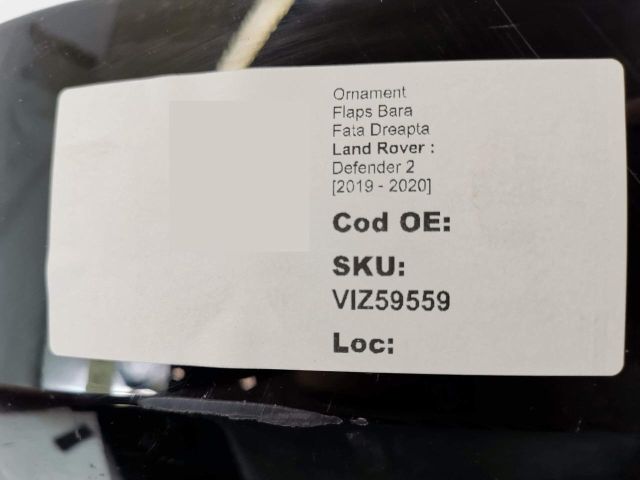 Ornament
Flaps Bara
Fata Dreapta
Land Rover :
Defender 2
[2019 - 2020]
Cod OE:
SKU:
VIZ59559
Loc: